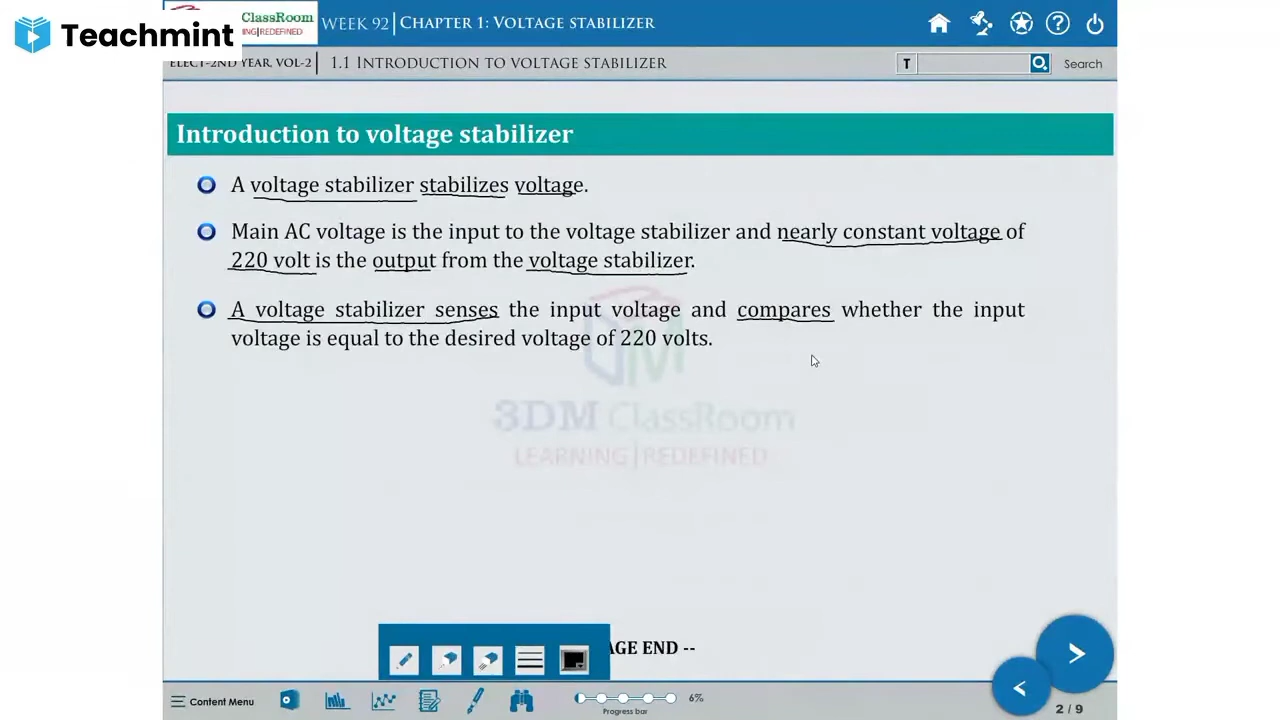 Teachmint
ClassRoom
NG|REDEFINED
WEEK 92 | CHAPTER 1: VOLTAGE STABILIZER
ELECT-2ND YEAR, VOL-2 | 1.1 INTRODUCTION TO VOLTAGE STABILIZER
T
Search
Introduction to voltage stabilizer
A voltage stabilizer stabilizes voltage.
Main AC voltage is the input to the voltage stabilizer and nearly constant voltage of
220 volt is the output from the voltage stabilizer.
A voltage stabilizer senses the input voltage and compares whether the input
voltage is equal to the desired voltage of 220 volts.
3DM ClassRoom
LEARNING|REDEFINED
AGE END --
Content Menu
6%
Progress bar
2 / 9